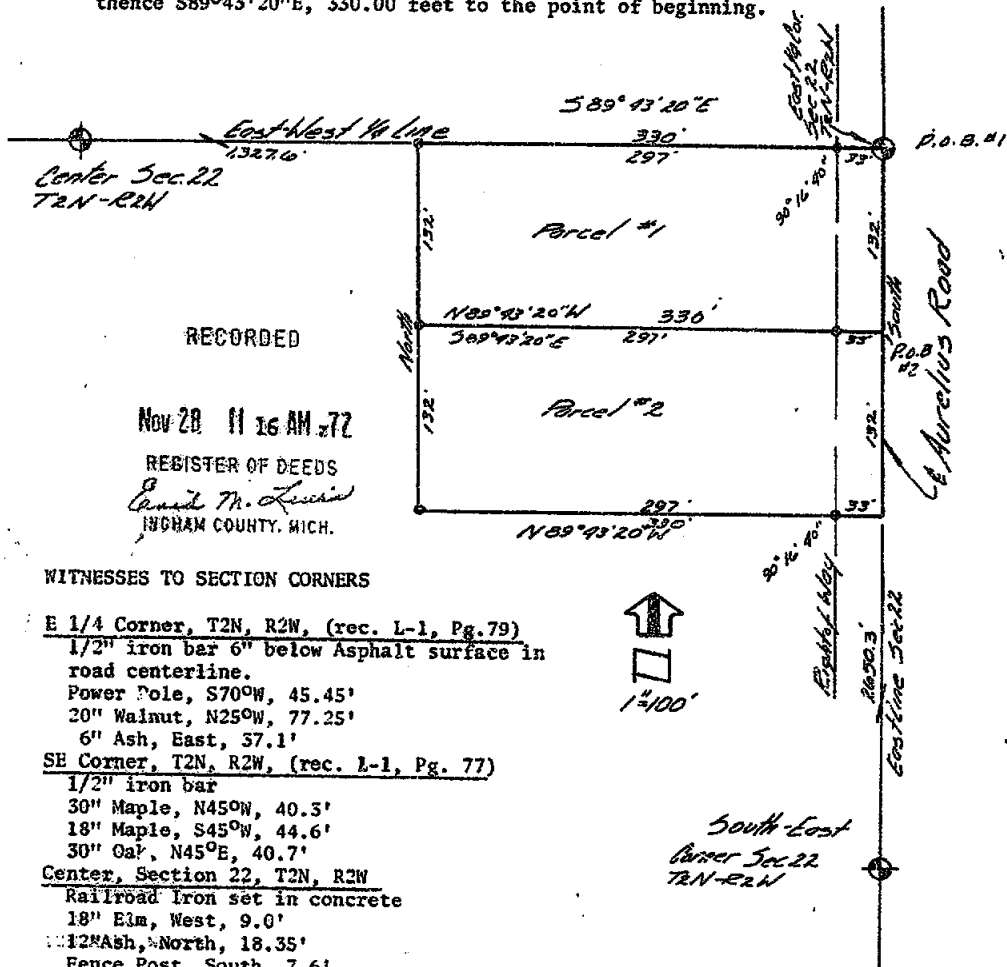 thence S89°43'20"E, 330.00 feet to the point of beginning.
East 1/4 Cor.
Sec 22
T2N-R2W
S 89° 43' 20" E
East-West 1/4 Line
330'
P.O.B. #1
1,327.6'
297'
33'
Center Sec. 22
T2N-R2W
90° 16' 40"
132'
Parcel #1
132'
South
N 89° 43' 20" W 330'
S 89° 43' 20" E 297'
33'
P.O.B
#2
North
℄ Aurelius Road
RECORDED
Parcel #2
132'
132'
Nov 28 11 16 AM '72
REGISTER OF DEEDS
Enid M. Lewis
INGHAM COUNTY, MICH.
297'
33'
N 89° 43' 20" W 330'
90° 16' 40"
WITNESSES TO SECTION CORNERS
E 1/4 Corner, T2N, R2W, (rec. L-1, Pg.79)
1/2" iron bar 6" below Asphalt surface in
road centerline.
Power Pole, S70°W, 45.45'
20" Walnut, N25°W, 77.25'
6" Ash, East, 37.1'
Right of Way
2650.3'
East line Sec 22
1"=100'
SE Corner, T2N, R2W, (rec. L-1, Pg. 77)
1/2" iron bar
30" Maple, N45°W, 40.3'
18" Maple, S45°W, 44.6'
30" Oak, N45°E, 40.7'
South-East
Corner Sec 22
T2N-R2W
Center, Section 22, T2N, R2W
Railroad Iron set in concrete
18" Elm, West, 9.0'
12" Ash, North, 18.35'
Fence Post, South, 7.6'